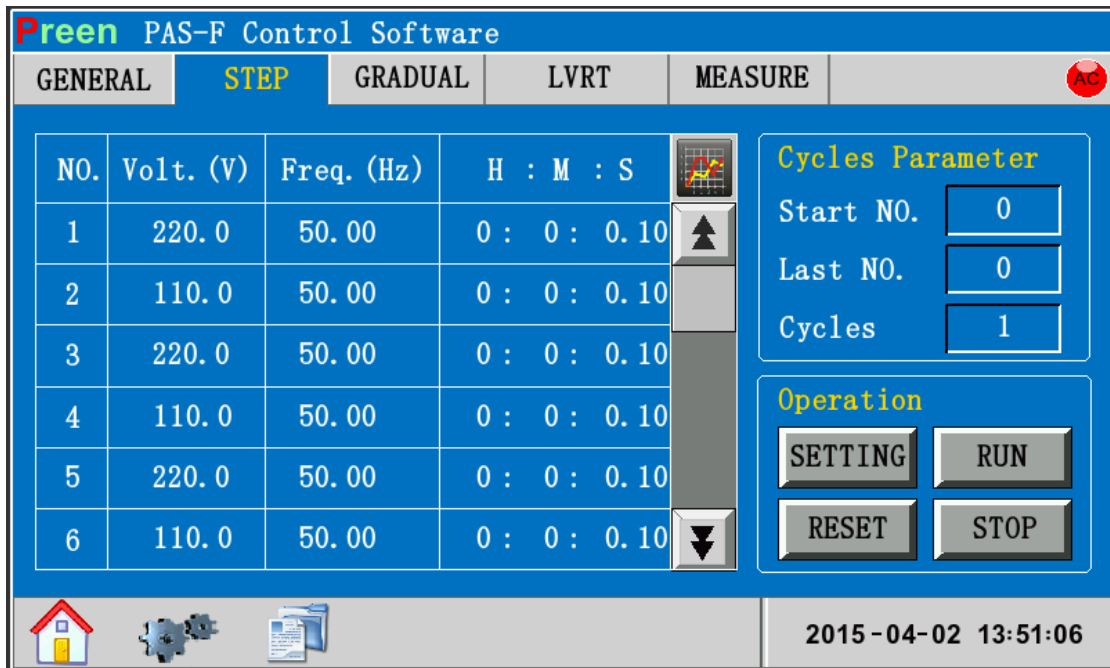 Preen PAS-F Control Software
GENERAL STEP GRADUAL LVRT MEASURE AC
NO. Volt.(V) Freq.(Hz) H : M : S
1 220.0 50.00 0 : 0 : 0.10
2 110.0 50.00 0 : 0 : 0.10
3 220.0 50.00 0 : 0 : 0.10
4 110.0 50.00 0 : 0 : 0.10
5 220.0 50.00 0 : 0 : 0.10
6 110.0 50.00 0 : 0 : 0.10
Cycles Parameter
Start NO. 0
Last NO. 0
Cycles 1
Operation
SETTING RUN
RESET STOP
2015-04-02 13:51:06